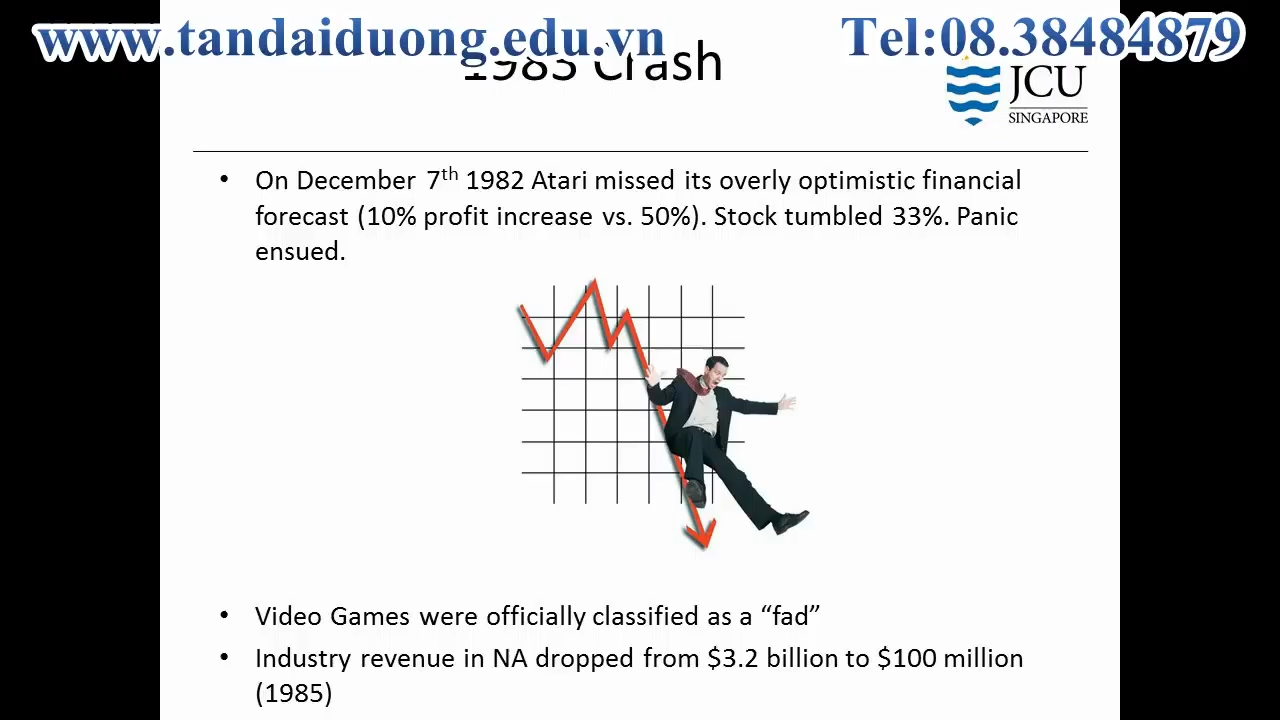 www.tandaiduong.edu.vn Tel:08.38484879
1983 Crash
JCU
SINGAPORE
• On December 7th 1982 Atari missed its overly optimistic financial
forecast (10% profit increase vs. 50%). Stock tumbled 33%. Panic
ensued.
• Video Games were officially classified as a “fad”
• Industry revenue in NA dropped from $3.2 billion to $100 million
(1985)